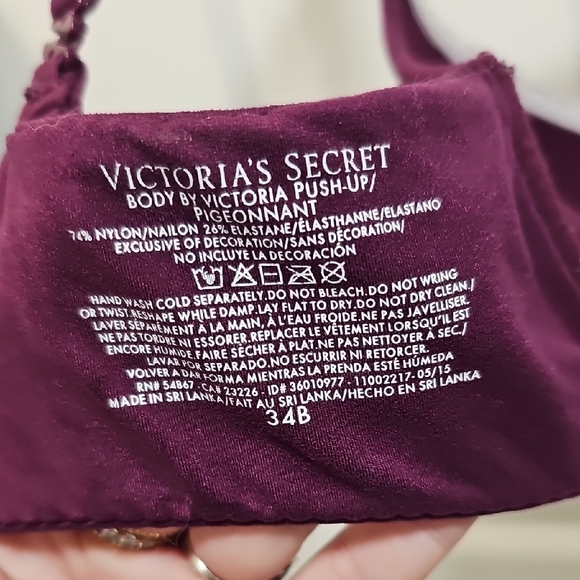 VICTORIA'S SECRET
BODY BY VICTORIA PUSH-UP/
PIGEONNANT
74% NYLON/NAILON 26% ELASTANE/ÉLASTHANNE/ELASTANO
EXCLUSIVE OF DECORATION/SANS DÉCORATION/
NO INCLUYE LA DECORACIÓN
HAND WASH COLD SEPARATELY.DO NOT BLEACH.DO NOT WRING
OR TWIST.RESHAPE WHILE DAMP.LAY FLAT TO DRY.DO NOT DRY CLEAN./
LAVER SÉPARÉMENT À LA MAIN, À L'EAU FROIDE.NE PAS JAVELLISER.
NE PAS TORDRE NI ESSORER.REPLACER LE VÊTEMENT LORSQU'IL EST
ENCORE HUMIDE.FAIRE SÉCHER À PLAT.NE PAS NETTOYER À SEC./
LAVAR POR SEPARADO.NO ESCURRIR NI RETORCER.
VOLVER A DAR FORMA MIENTRAS LA PRENDA ESTÉ HÚMEDA
RN# 54867 - CA# 23226 - ID# 36010977 - 11002217-05/15
MADE IN SRI LANKA/FAIT AU SRI LANKA/HECHO EN SRI LANKA
34B